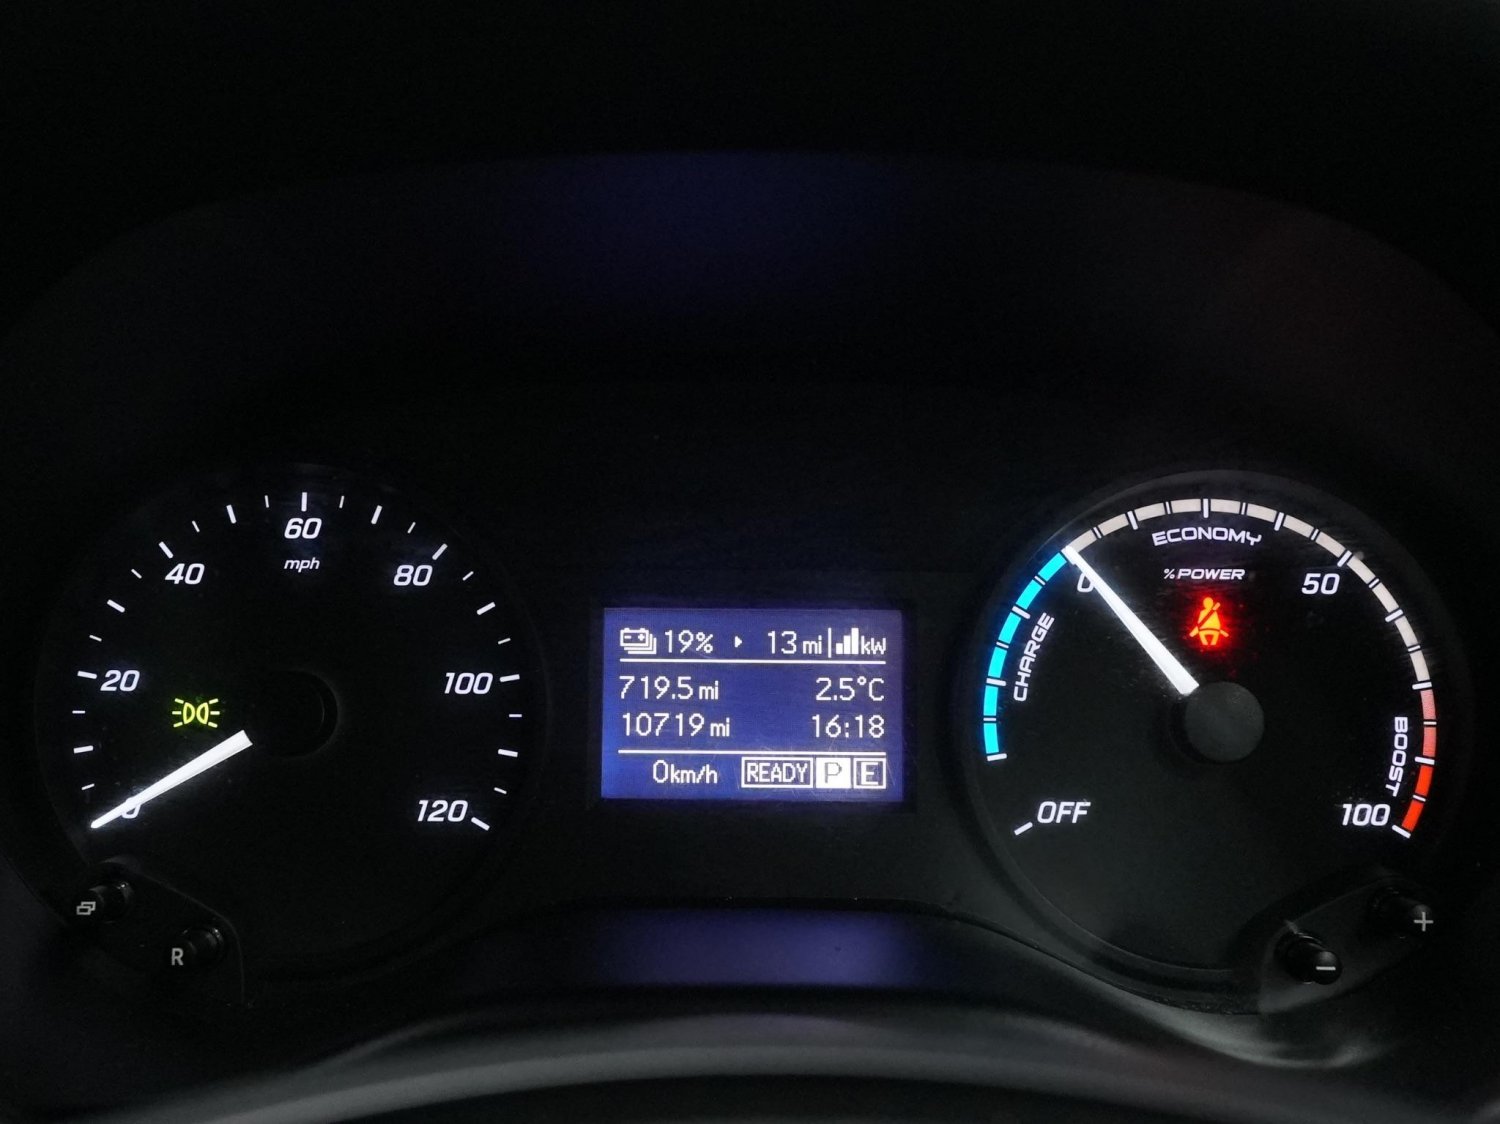 60
mph
40
80
20
100
0
120
R
19% 13 mi kW
719.5 mi 2.5°C
10719 mi 16:18
0km/h READY P E
ECONOMY
% POWER
0
50
CHARGE
BOOST
OFF
100
+
−